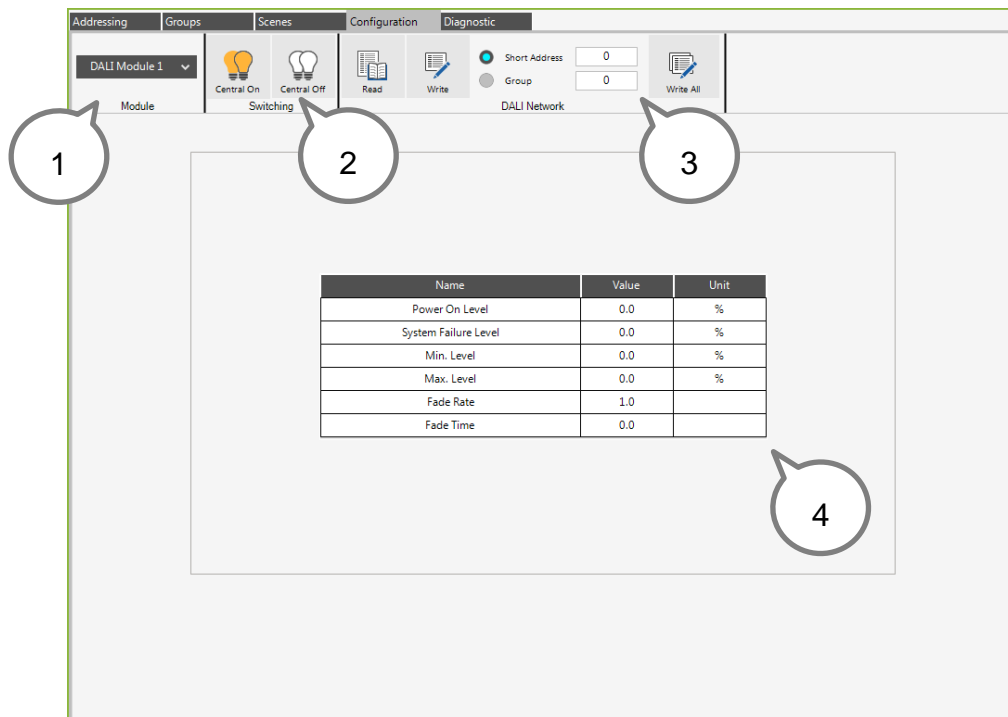 Addressing Groups Scenes Configuration Diagnostic
DALI Module 1
Module
Central On Central Off
Switching
Read Write
Short Address 0
Group 0
Write All
DALI Network
1
2
3
Name Value Unit
Power On Level 0.0 %
System Failure Level 0.0 %
Min. Level 0.0 %
Max. Level 0.0 %
Fade Rate 1.0
Fade Time 0.0
4